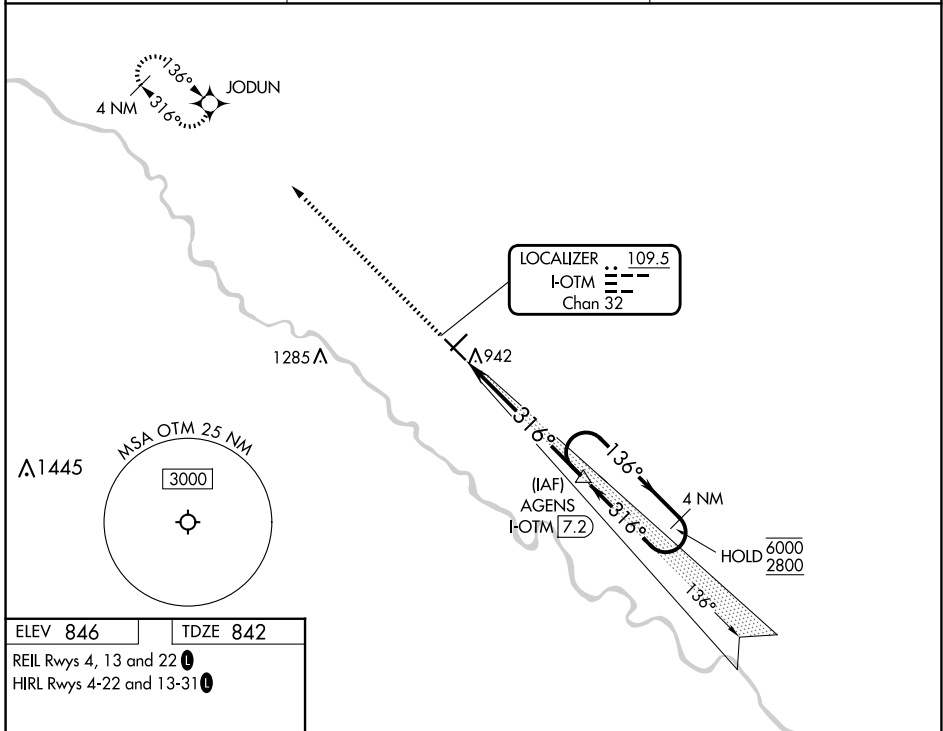 136°
JODUN
4 NM
316°
LOCALIZER 109.5
I-OTM
Chan 32
1285
942
MSA OTM 25 NM
1445
3000
316°
136°
(IAF)
AGENS
I-OTM 7.2
316°
4 NM
HOLD 6000
2800
136°
ELEV 846
TDZE 842
REIL Rwys 4, 13 and 22 L
HIRL Rwys 4-22 and 13-31 L